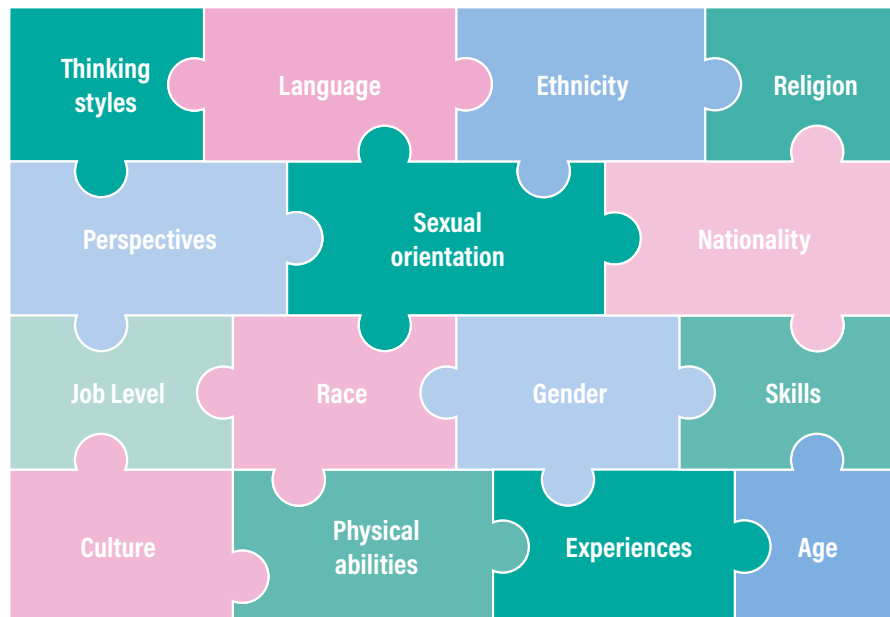 Thinking
styles
Language
Ethnicity
Religion
Perspectives
Sexual
orientation
Nationality
Job Level
Race
Gender
Skills
Culture
Physical
abilities
Experiences
Age